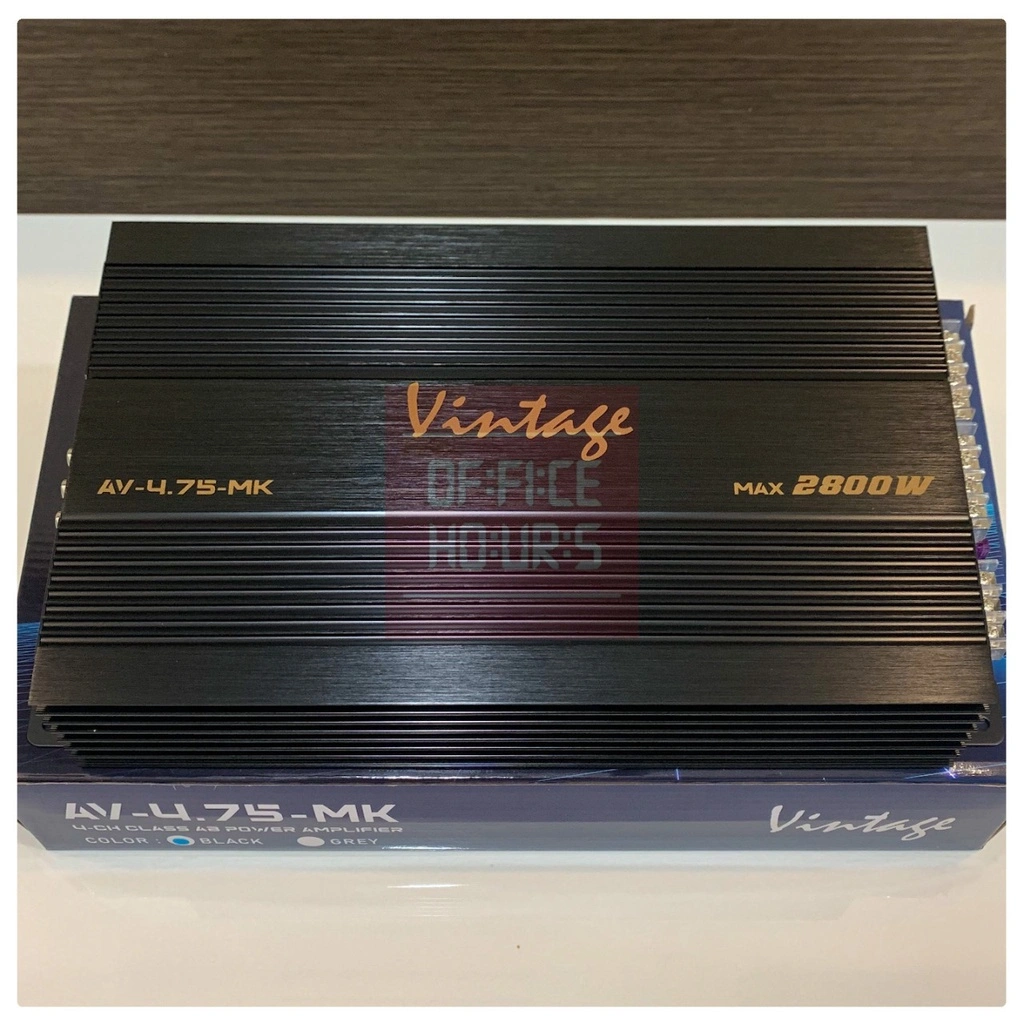 Vintage
OF:FI:CE
HO:UR:S
AV-4.75-MK
MAX 2800W
AV-4.75-MK
4-CH CLASS AB POWER AMPLIFIER
COLOR : BLACK GREY
Vintage